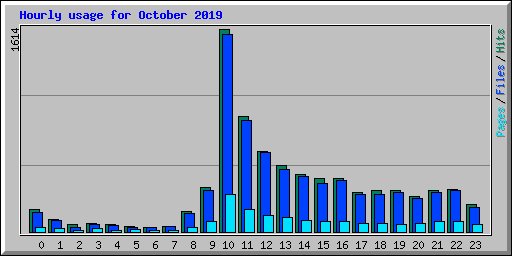 Hourly usage for October 2019
1614
Pages/Files/Hits
0 1 2 3 4 5 6 7 8 9 10 11 12 13 14 15 16 17 18 19 20 21 22 23